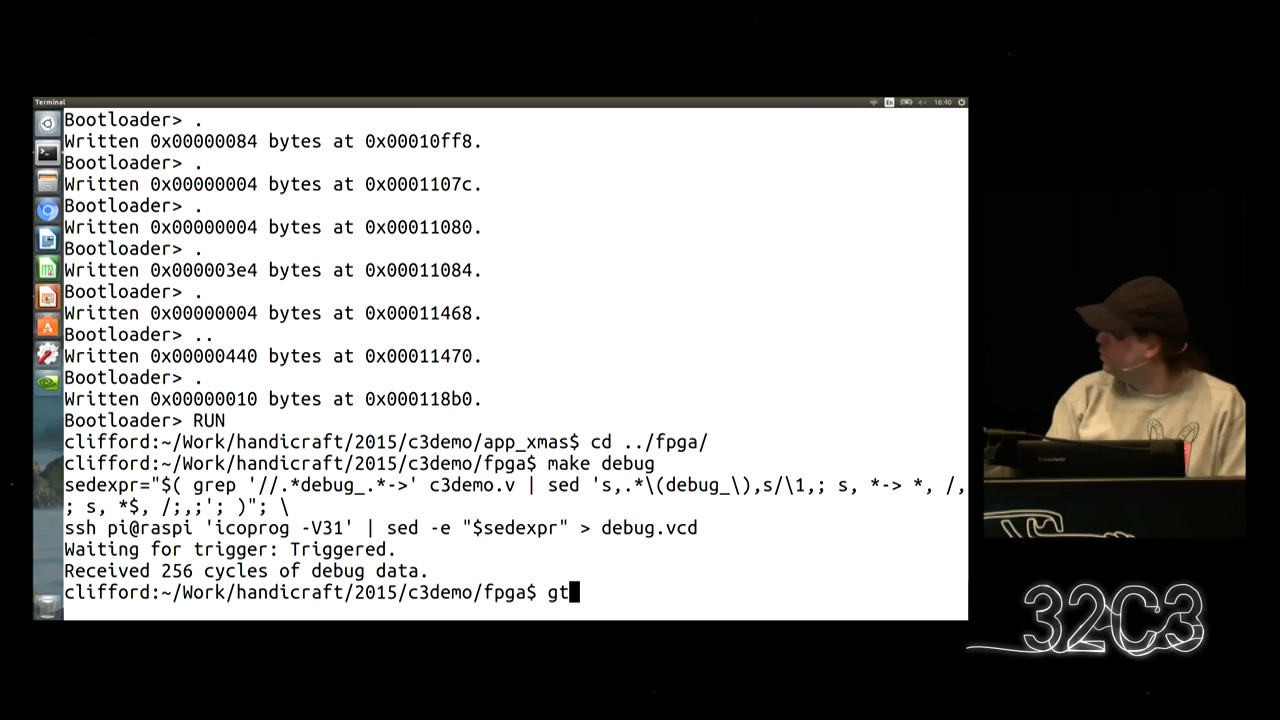 Terminal
En
16:40
Bootloader> .
Written 0x00000084 bytes at 0x00010ff8.
Bootloader> .
Written 0x00000004 bytes at 0x0001107c.
Bootloader> .
Written 0x00000004 bytes at 0x00011080.
Bootloader> .
Written 0x000003e4 bytes at 0x00011084.
Bootloader> .
Written 0x00000004 bytes at 0x00011468.
Bootloader> ..
Written 0x00000440 bytes at 0x00011470.
Bootloader> .
Written 0x00000010 bytes at 0x000118b0.
Bootloader> RUN
clifford:~/Work/handicraft/2015/c3demo/app_xmas$ cd ../fpga/
clifford:~/Work/handicraft/2015/c3demo/fpga$ make debug
sedexpr="$( grep '//.*debug_.*->' c3demo.v | sed 's,.*\(debug_\),s/\1,; s, *-> *, /,
; s, *$, /;,;'; )"; \
ssh pi@raspi 'icoprog -V31' | sed -e "$sedexpr" > debug.vcd
Waiting for trigger: Triggered.
Received 256 cycles of debug data.
clifford:~/Work/handicraft/2015/c3demo/fpga$ gt
lenovo
32C3